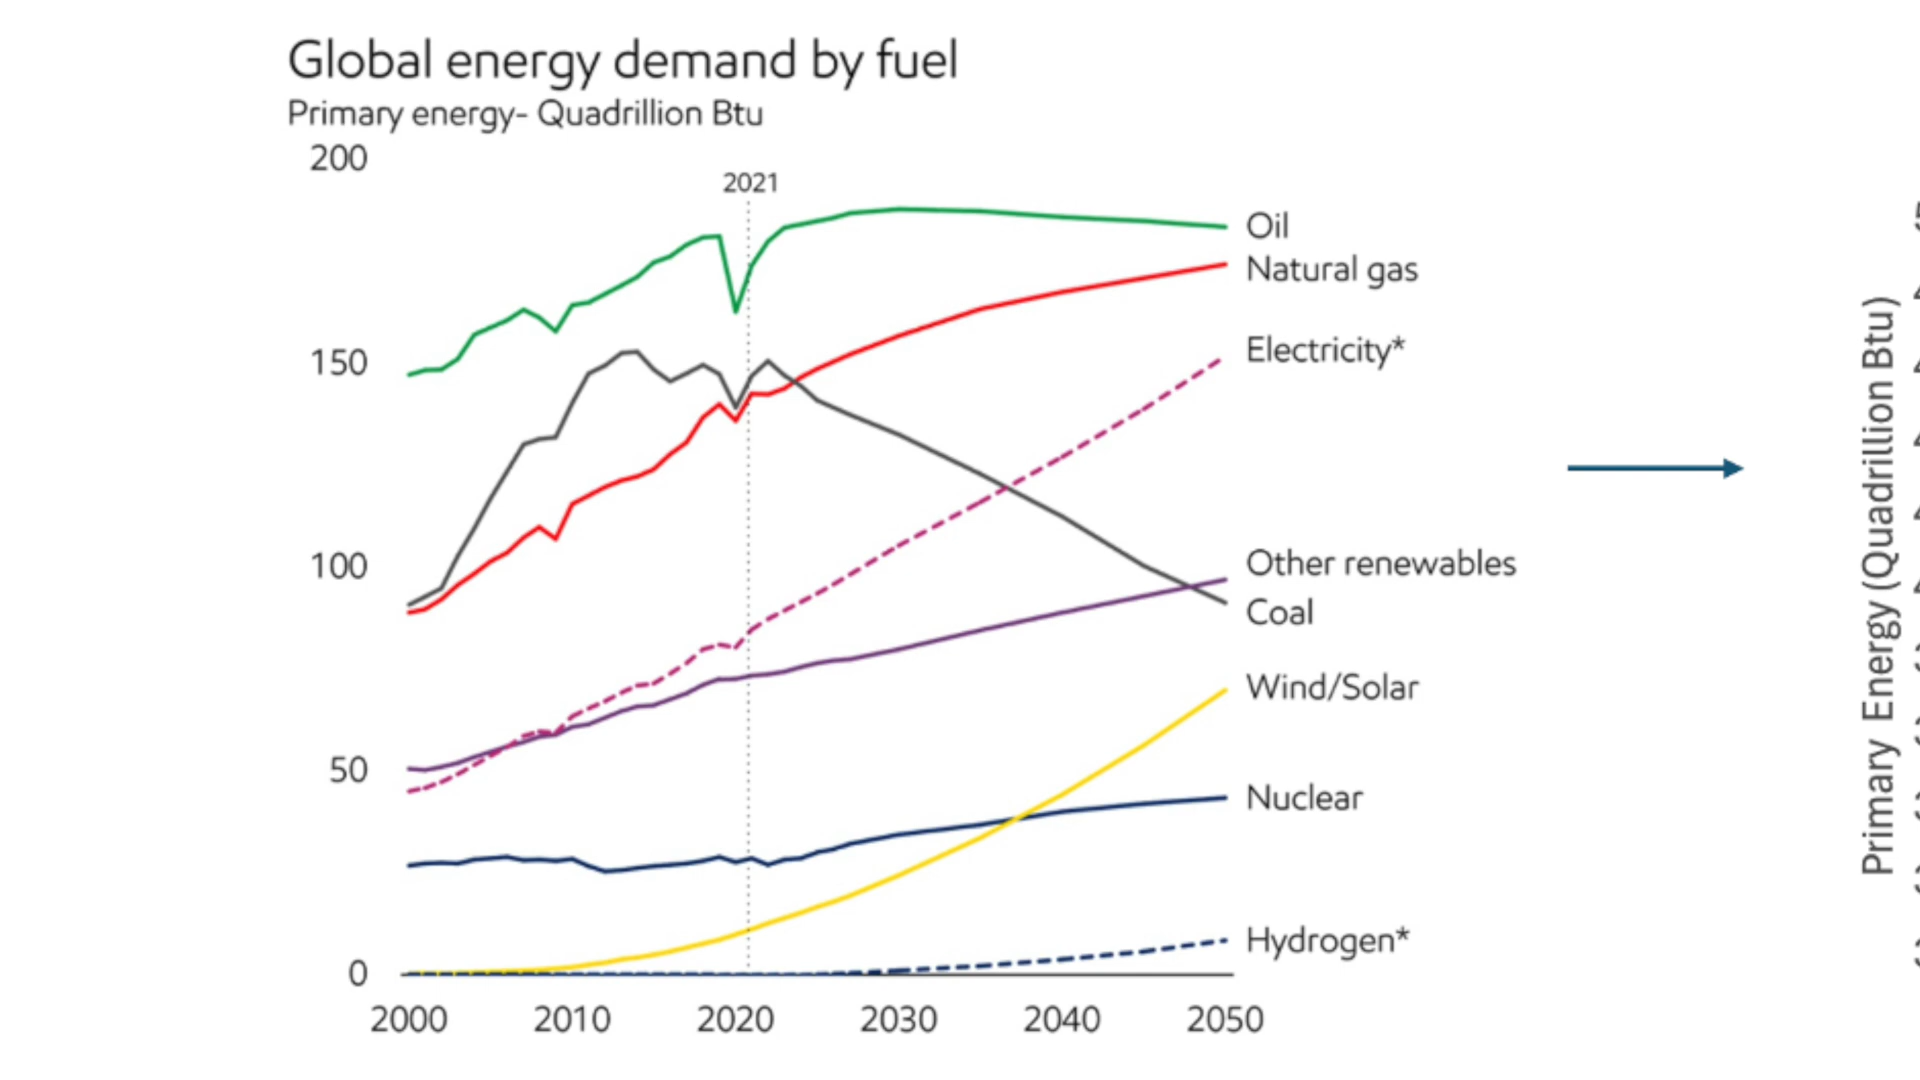 Global energy demand by fuel
Primary energy- Quadrillion Btu
200
2021
Oil
Natural gas
150
Electricity*
100
Other renewables
Coal
Wind/Solar
50
Nuclear
Hydrogen*
0
2000 2010 2020 2030 2040 2050
Primary Energy (Quadrillion Btu)